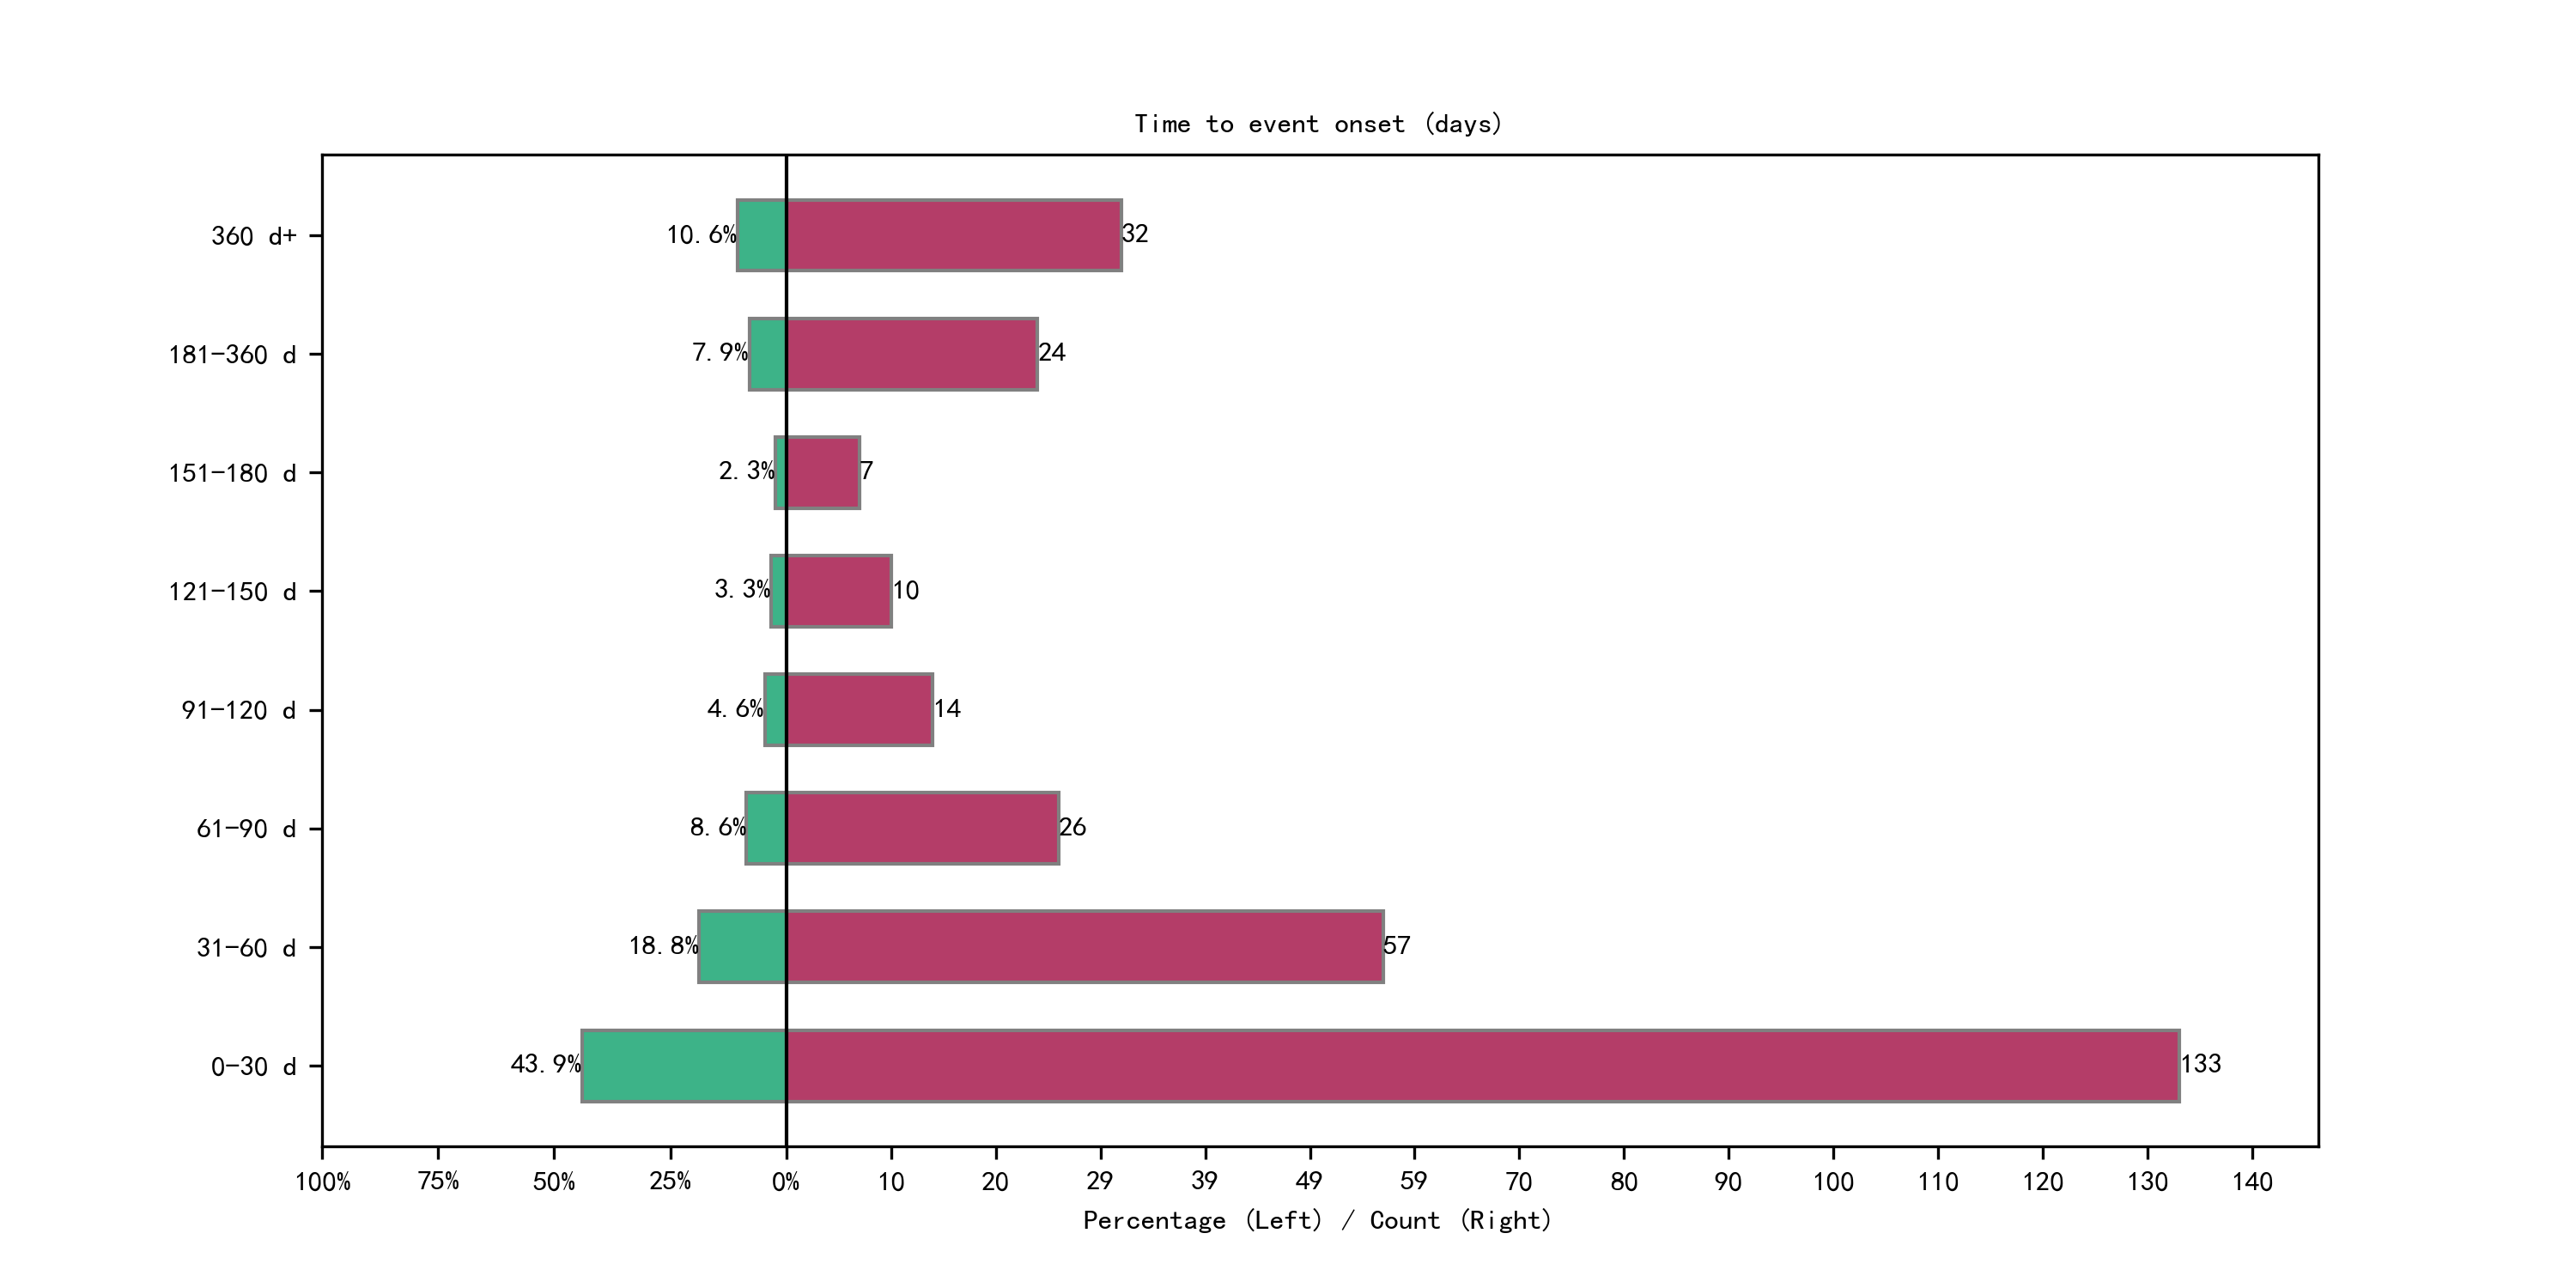 Time to event onset (days)
360 d+ 10.6% 32
181-360 d 7.9% 24
151-180 d 2.3% 7
121-150 d 3.3% 10
91-120 d 4.6% 14
61-90 d 8.6% 26
31-60 d 18.8% 57
0-30 d 43.9% 133
100% 75% 50% 25% 0% 10 20 29 39 49 59 70 80 90 100 110 120 130 140
Percentage (Left) / Count (Right)